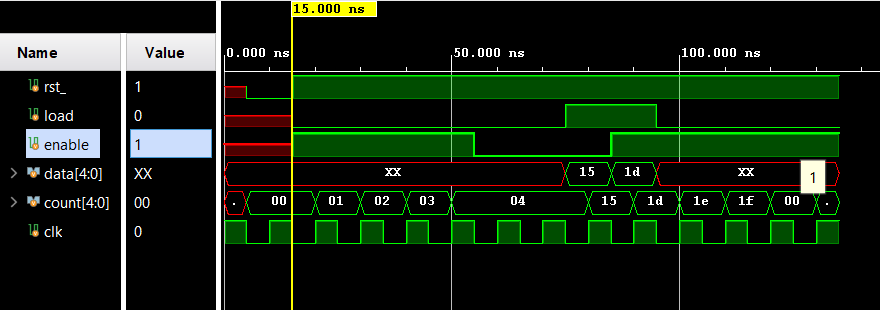 15.000 ns
Name Value 0.000 ns 50.000 ns 100.000 ns
rst_ 1
load 0
enable 1
data[4:0] XX XX 15 1d XX 1
count[4:0] 00 . 00 01 02 03 04 15 1d 1e 1f 00 .
clk 0